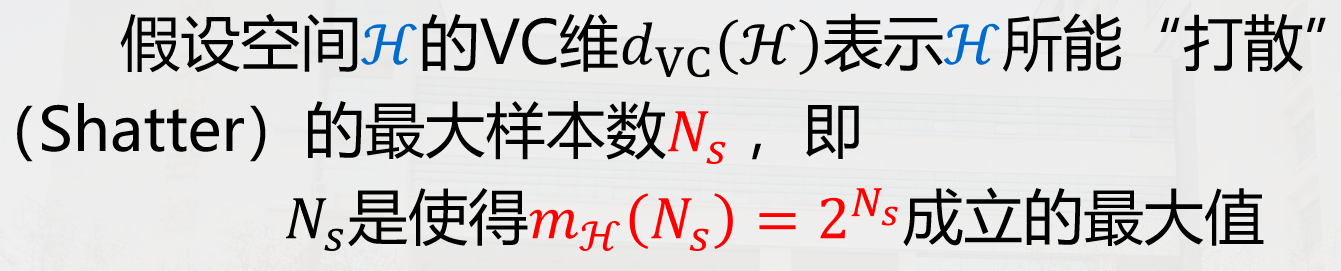 假设空间ℋ的VC维d_VC(ℋ)表示ℋ所能“打散”
（Shatter）的最大样本数N_s，即
N_s是使得m_ℋ(N_s) = 2^{N_s}成立的最大值